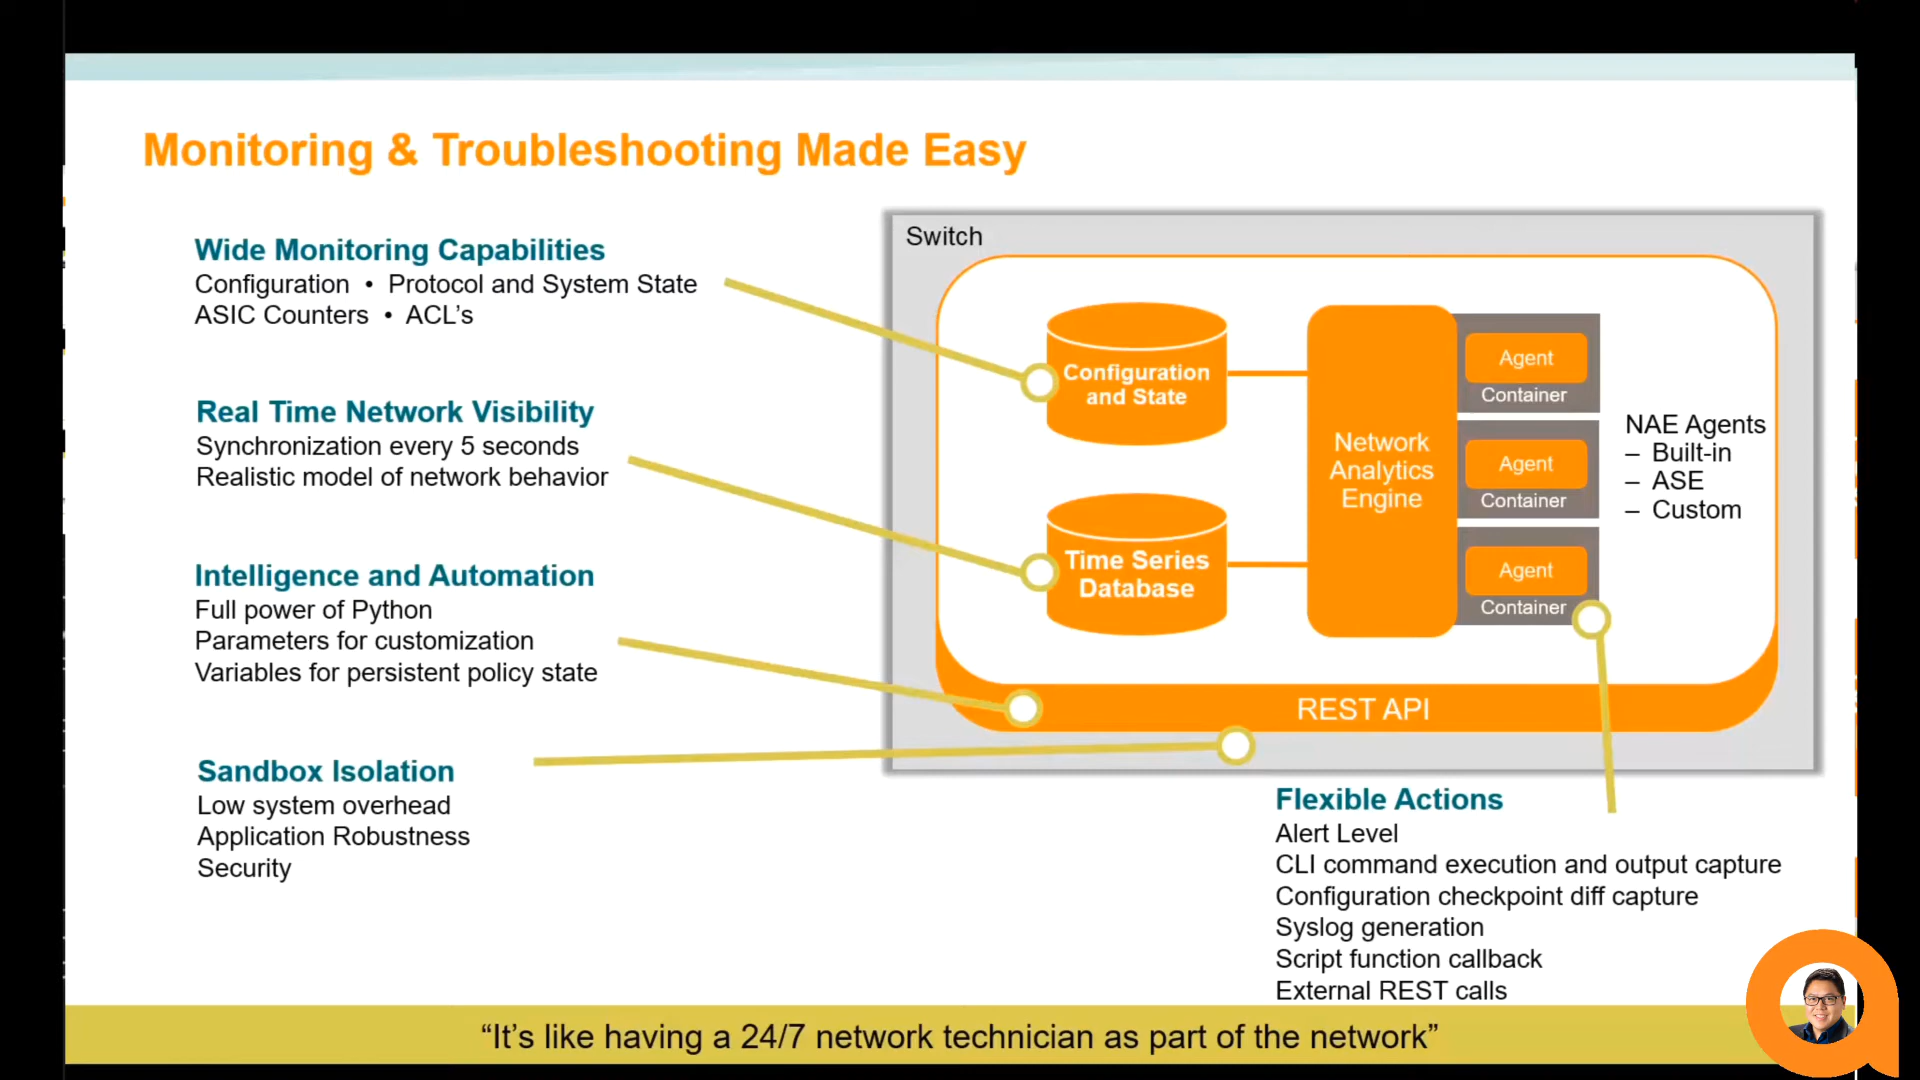 Monitoring & Troubleshooting Made Easy
Wide Monitoring Capabilities
Configuration • Protocol and System State
ASIC Counters • ACL's
Real Time Network Visibility
Synchronization every 5 seconds
Realistic model of network behavior
Intelligence and Automation
Full power of Python
Parameters for customization
Variables for persistent policy state
Sandbox Isolation
Low system overhead
Application Robustness
Security
Switch
Configuration
and State
Time Series
Database
Network
Analytics
Engine
Agent
Container
Agent
Container
Agent
Container
NAE Agents
– Built-in
– ASE
– Custom
REST API
Flexible Actions
Alert Level
CLI command execution and output capture
Configuration checkpoint diff capture
Syslog generation
Script function callback
External REST calls
“It’s like having a 24/7 network technician as part of the network”